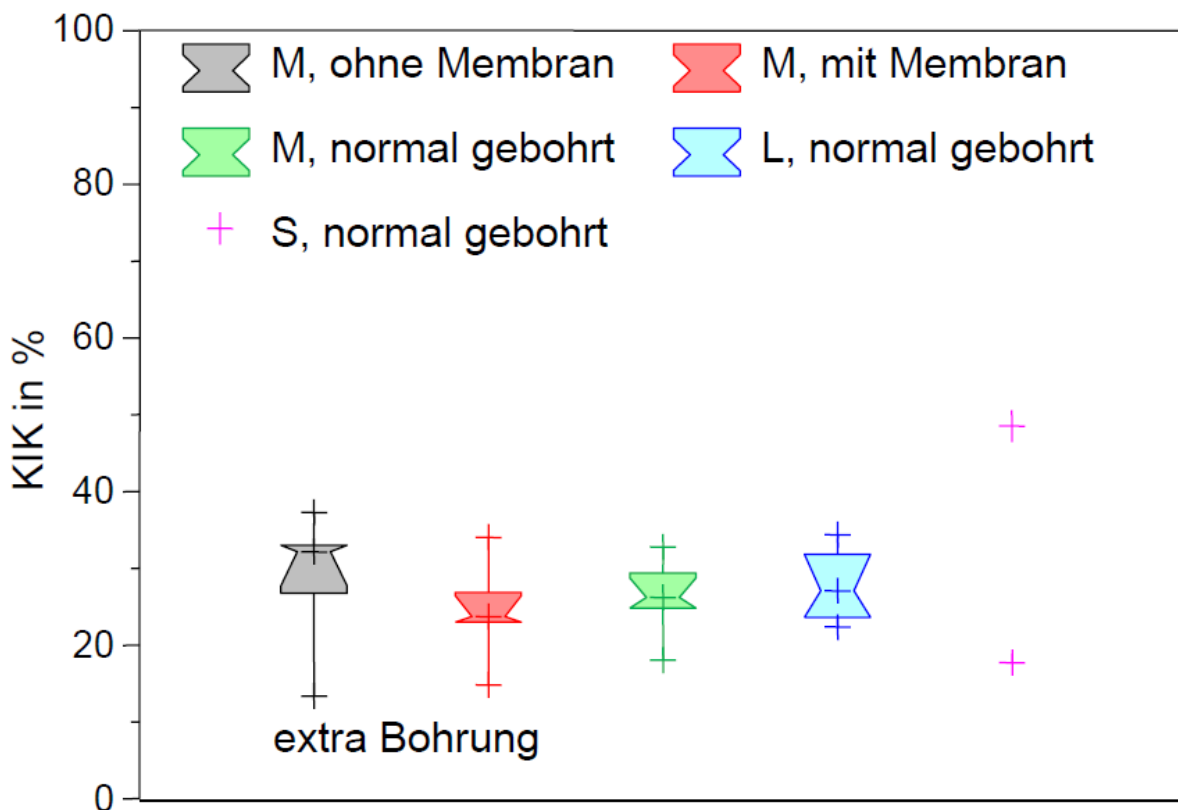 100
M, ohne Membran M, mit Membran
M, normal gebohrt L, normal gebohrt
80
S, normal gebohrt
60
KIK in %
40
20
extra Bohrung
0